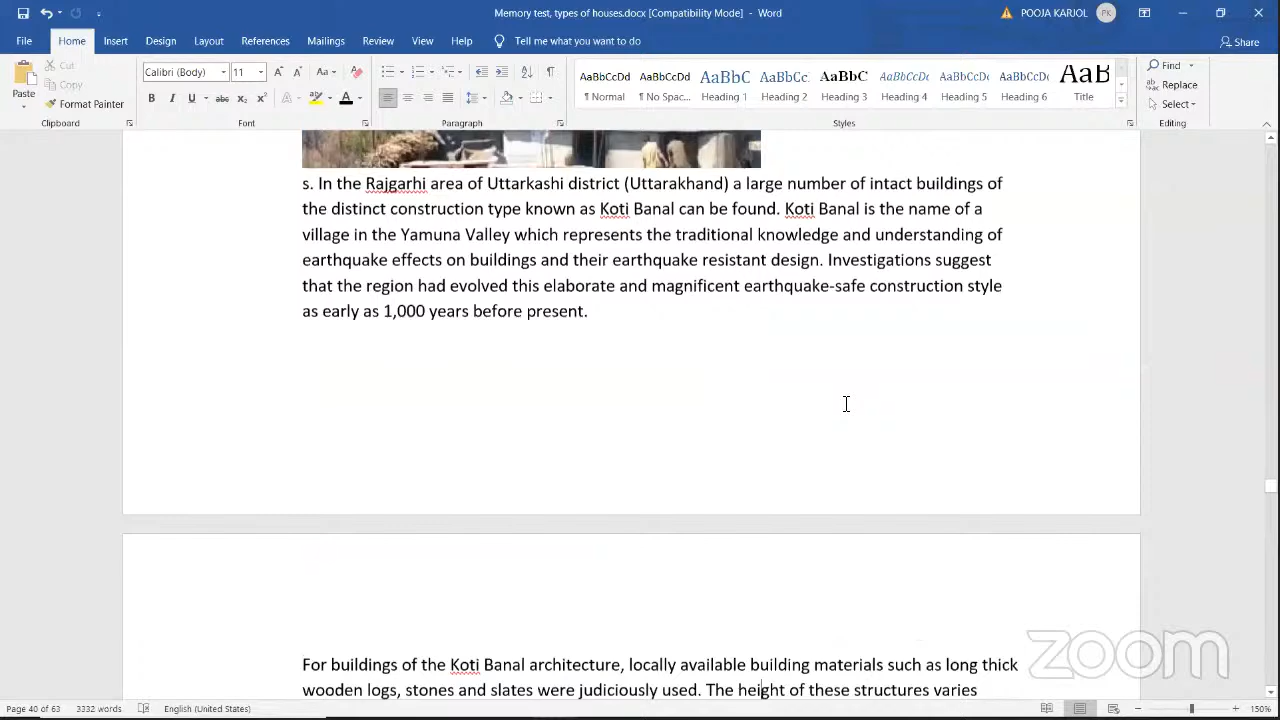 Memory test, types of houses.docx [Compatibility Mode] - Word
POOJA KARJOL
PK
File Home Insert Design Layout References Mailings Review View Help Tell me what you want to do
Share
Cut
Copy
Format Painter
Paste
Clipboard
Calibri (Body) 11
Font
Paragraph
AaBbCcDd AaBbCcDd AaBbC AaBbCc AaBbC AaBbCcDc AaBbCcDc AaBbCcDc AaB
¶ Normal ¶ No Spac... Heading 1 Heading 2 Heading 3 Heading 4 Heading 5 Heading 6 Title
Styles
Find
Replace
Select
Editing
s. In the Rajgarhi area of Uttarkashi district (Uttarakhand) a large number of intact buildings of
the distinct construction type known as Koti Banal can be found. Koti Banal is the name of a
village in the Yamuna Valley which represents the traditional knowledge and understanding of
earthquake effects on buildings and their earthquake resistant design. Investigations suggest
that the region had evolved this elaborate and magnificent earthquake-safe construction style
as early as 1,000 years before present.
For buildings of the Koti Banal architecture, locally available building materials such as long thick
wooden logs, stones and slates were judiciously used. The height of these structures varies
zoom
Page 40 of 63 3332 words English (United States)
150%